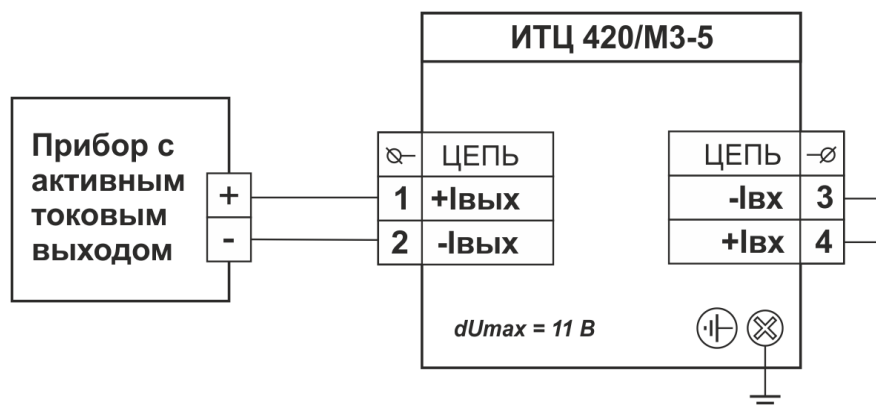 ИТЦ 420/М3-5
Прибор с
активным
токовым
выходом
+
-
ЦЕПЬ
1 +Iвых
2 -Iвых
ЦЕПЬ
-Iвх 3
+Iвх 4
dUmax = 11 В